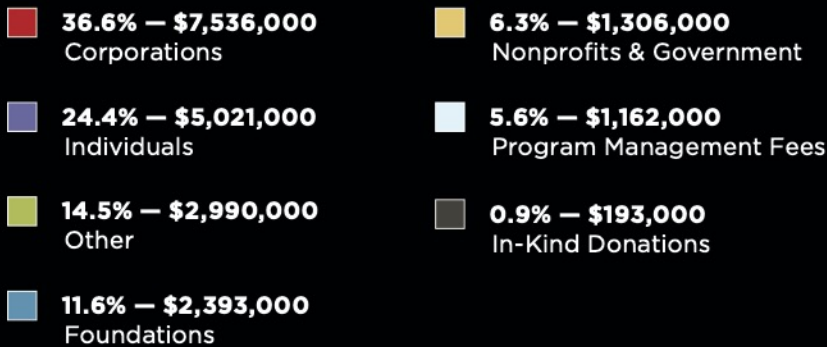 36.6% — $7,536,000
Corporations
24.4% — $5,021,000
Individuals
14.5% — $2,990,000
Other
11.6% — $2,393,000
Foundations
6.3% — $1,306,000
Nonprofits & Government
5.6% — $1,162,000
Program Management Fees
0.9% — $193,000
In-Kind Donations